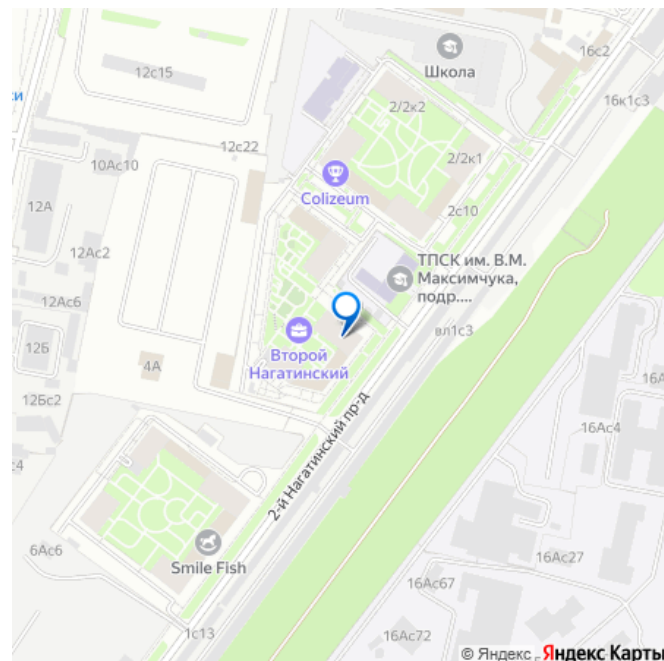 12с15
16с2
Школа
си
2/2к2
16к1с3
12с22
10Ас10
2/2к1
12А
Colizeum
2с10
12Ас2
ТПСК им. В.М.
Максимчука,
подр....
12Ас6
вл1с3
12Б
Второй
Нагатинский
4А
12Бс2
2-й Нагатинский пр-д
16Ас4
с4
6Ас6
Smile Fish
16Ас27
16Ас67
1с13
16Ас72
© Яндекс Яндекс Карты